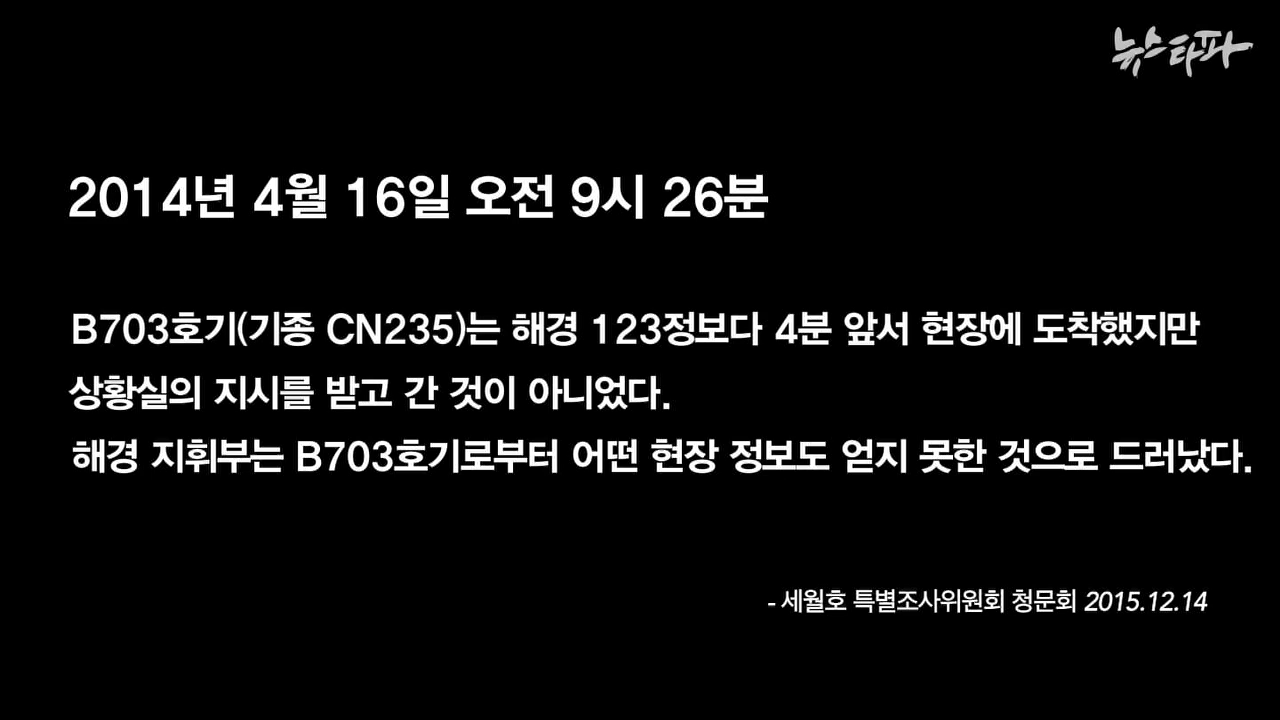 뉴스타파
2014년 4월 16일 오전 9시 26분
B703호기(기종 CN235)는 해경 123정보다 4분 앞서 현장에 도착했지만
상황실의 지시를 받고 간 것이 아니었다.
해경 지휘부는 B703호기로부터 어떤 현장 정보도 얻지 못한 것으로 드러났다.
- 세월호 특별조사위원회 청문회 2015.12.14